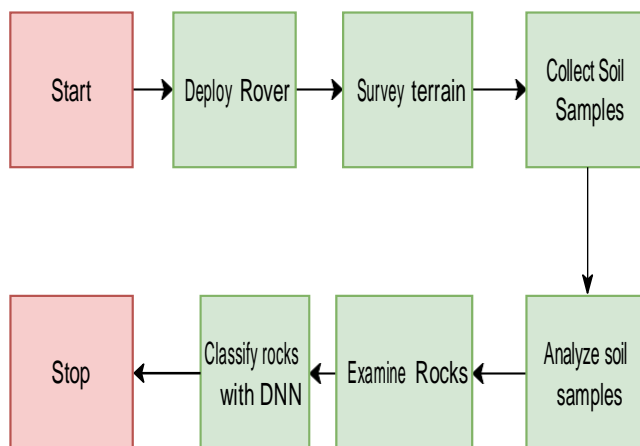 Start
Deploy Rover
Survey terrain
Collect Soil
Samples
Stop
Classify rocks
with DNN
Examine Rocks
Analyze soil
samples